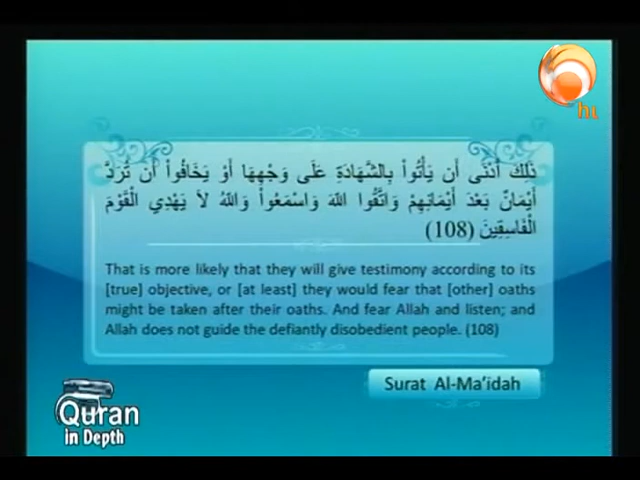 hu
ذَلِكَ أَدْنَى أَن يَأْتُواْ بِالشَّهَادَةِ عَلَى وَجْهِهَا أَوْ يَخَافُواْ أَن تُرَدَّ
أَيْمَانٌ بَعْدَ أَيْمَانِهِمْ وَاتَّقُوا اللهَ وَاسْمَعُواْ وَاللهُ لاَ يَهْدِي الْقَوْمَ
الْفَاسِقِينَ (108)
That is more likely that they will give testimony according to its
[true] objective, or [at least] they would fear that [other] oaths
might be taken after their oaths. And fear Allah and listen; and
Allah does not guide the defiantly disobedient people. (108)
Surat Al-Ma'idah
Quran
in Depth